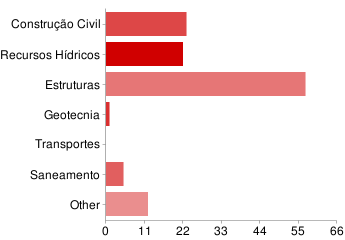 Construção Civil
Recursos Hídricos
Estruturas
Geotecnia
Transportes
Saneamento
Other
0 11 22 33 44 55 66